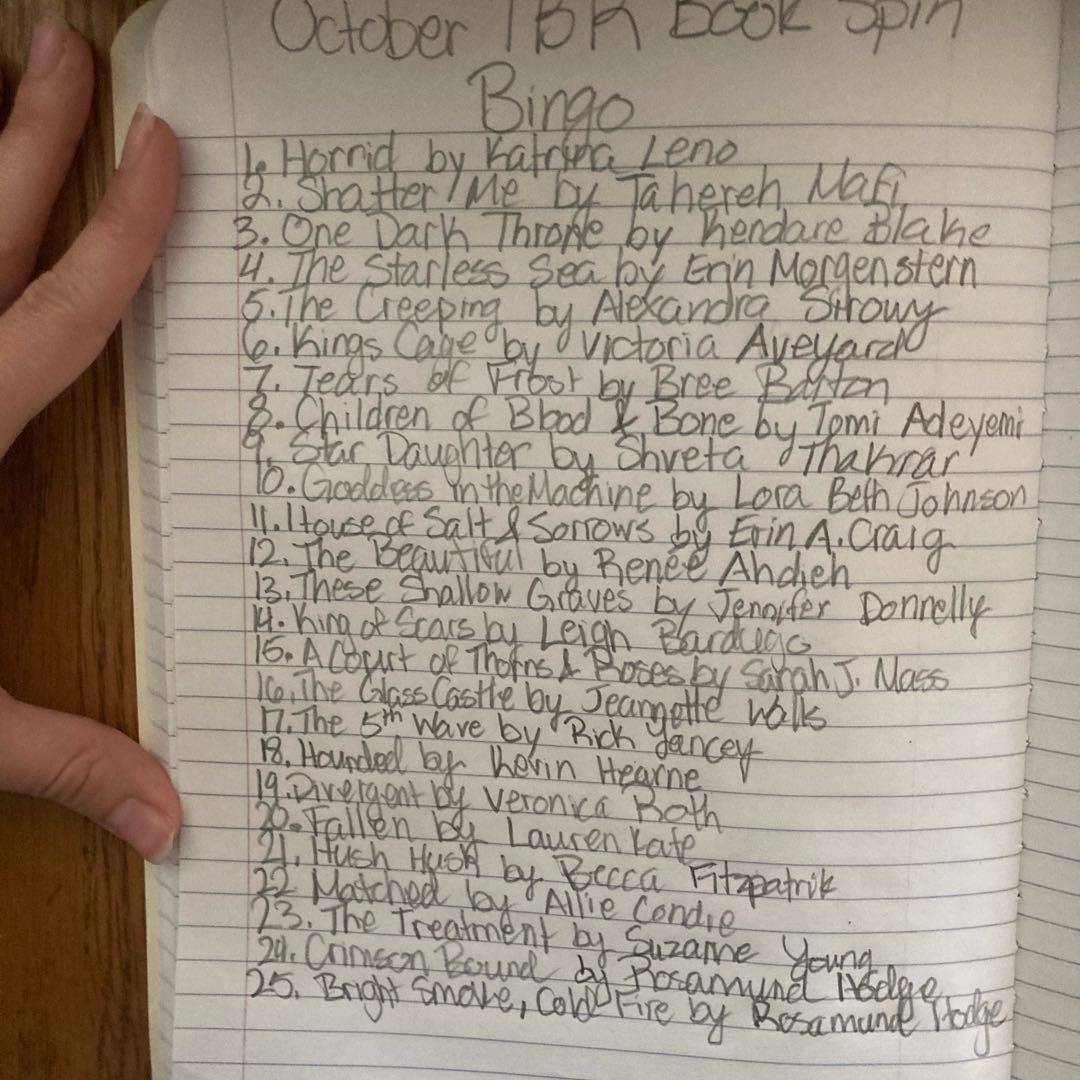 October TBR Book Spin
Bingo
1. Horrid by Katrina Leno
2. Shatter Me by Tahereh Mafi
3. One Dark Throne by Kendare Blake
4. The Starless Sea by Erin Morgenstern
5. The Creeping by Alexandra Sirowy
6. Kings Cage by Victoria Aveyard
7. Tears of Frost by Bree Barton
8. Children of Blood & Bone by Tomi Adeyemi
9. Star Daughter by Shveta Thakrar
10. Goddess in the Machine by Lora Beth Johnson
11. House of Salt & Sorrows by Erin A. Craig
12. The Beautiful by Renée Ahdieh
13. These Shallow Graves by Jennifer Donnelly
14. King of Scars by Leigh Bardugo
15. A Court of Thorns & Roses by Sarah J. Mass
16. The Glass Castle by Jeannette Walls
17. The 5th Wave by Rick Yancey
18. Hounded by Kevin Hearne
19. Divergent by Veronica Roth
20. Fallen by Lauren Kate
21. Hush Hush by Becca Fitzpatrik
22 Matched by Allie Condie
23. The Treatment by Suzanne Young
24. Crimson Bound by Rosamund Hodge
25. Bright Smoke, Cold Fire by Rosamund Hodge